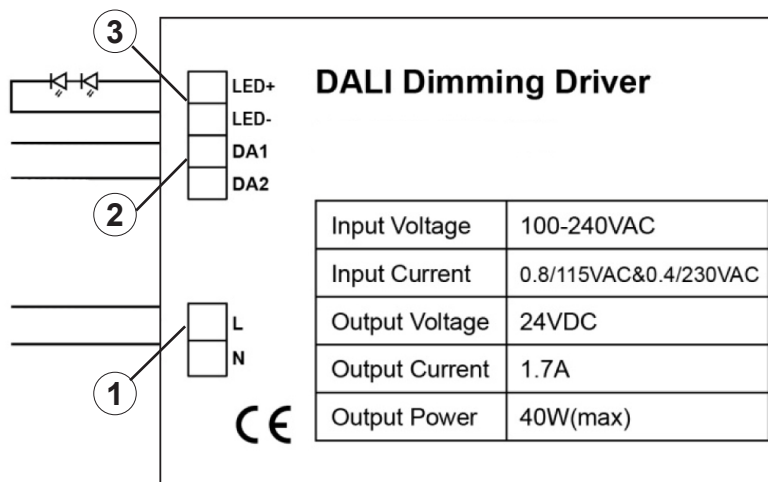 3
LED+
LED-
DA1
DA2
2
DALI Dimming Driver
Input Voltage 100-240VAC
Input Current 0.8/115VAC&0.4/230VAC
Output Voltage 24VDC
Output Current 1.7A
Output Power 40W(max)
L
N
1
CE